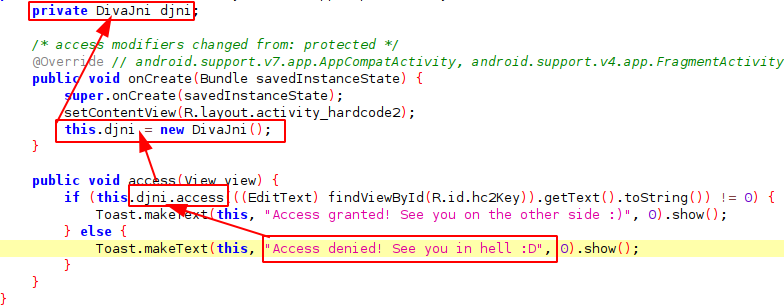 private DivaJni djni;
/* access modifiers changed from: protected */
@Override // android.support.v7.app.AppCompatActivity, android.support.v4.app.FragmentActivity
public void onCreate(Bundle savedInstanceState) {
super.onCreate(savedInstanceState);
setContentView(R.layout.activity_hardcode2);
this.djni = new DivaJni();
}
public void access(View view) {
if (this.djni.access(((EditText) findViewById(R.id.hc2Key)).getText().toString()) != 0) {
Toast.makeText(this, "Access granted! See you on the other side :)", 0).show();
} else {
Toast.makeText(this, "Access denied! See you in hell :D", 0).show();
}
}
}